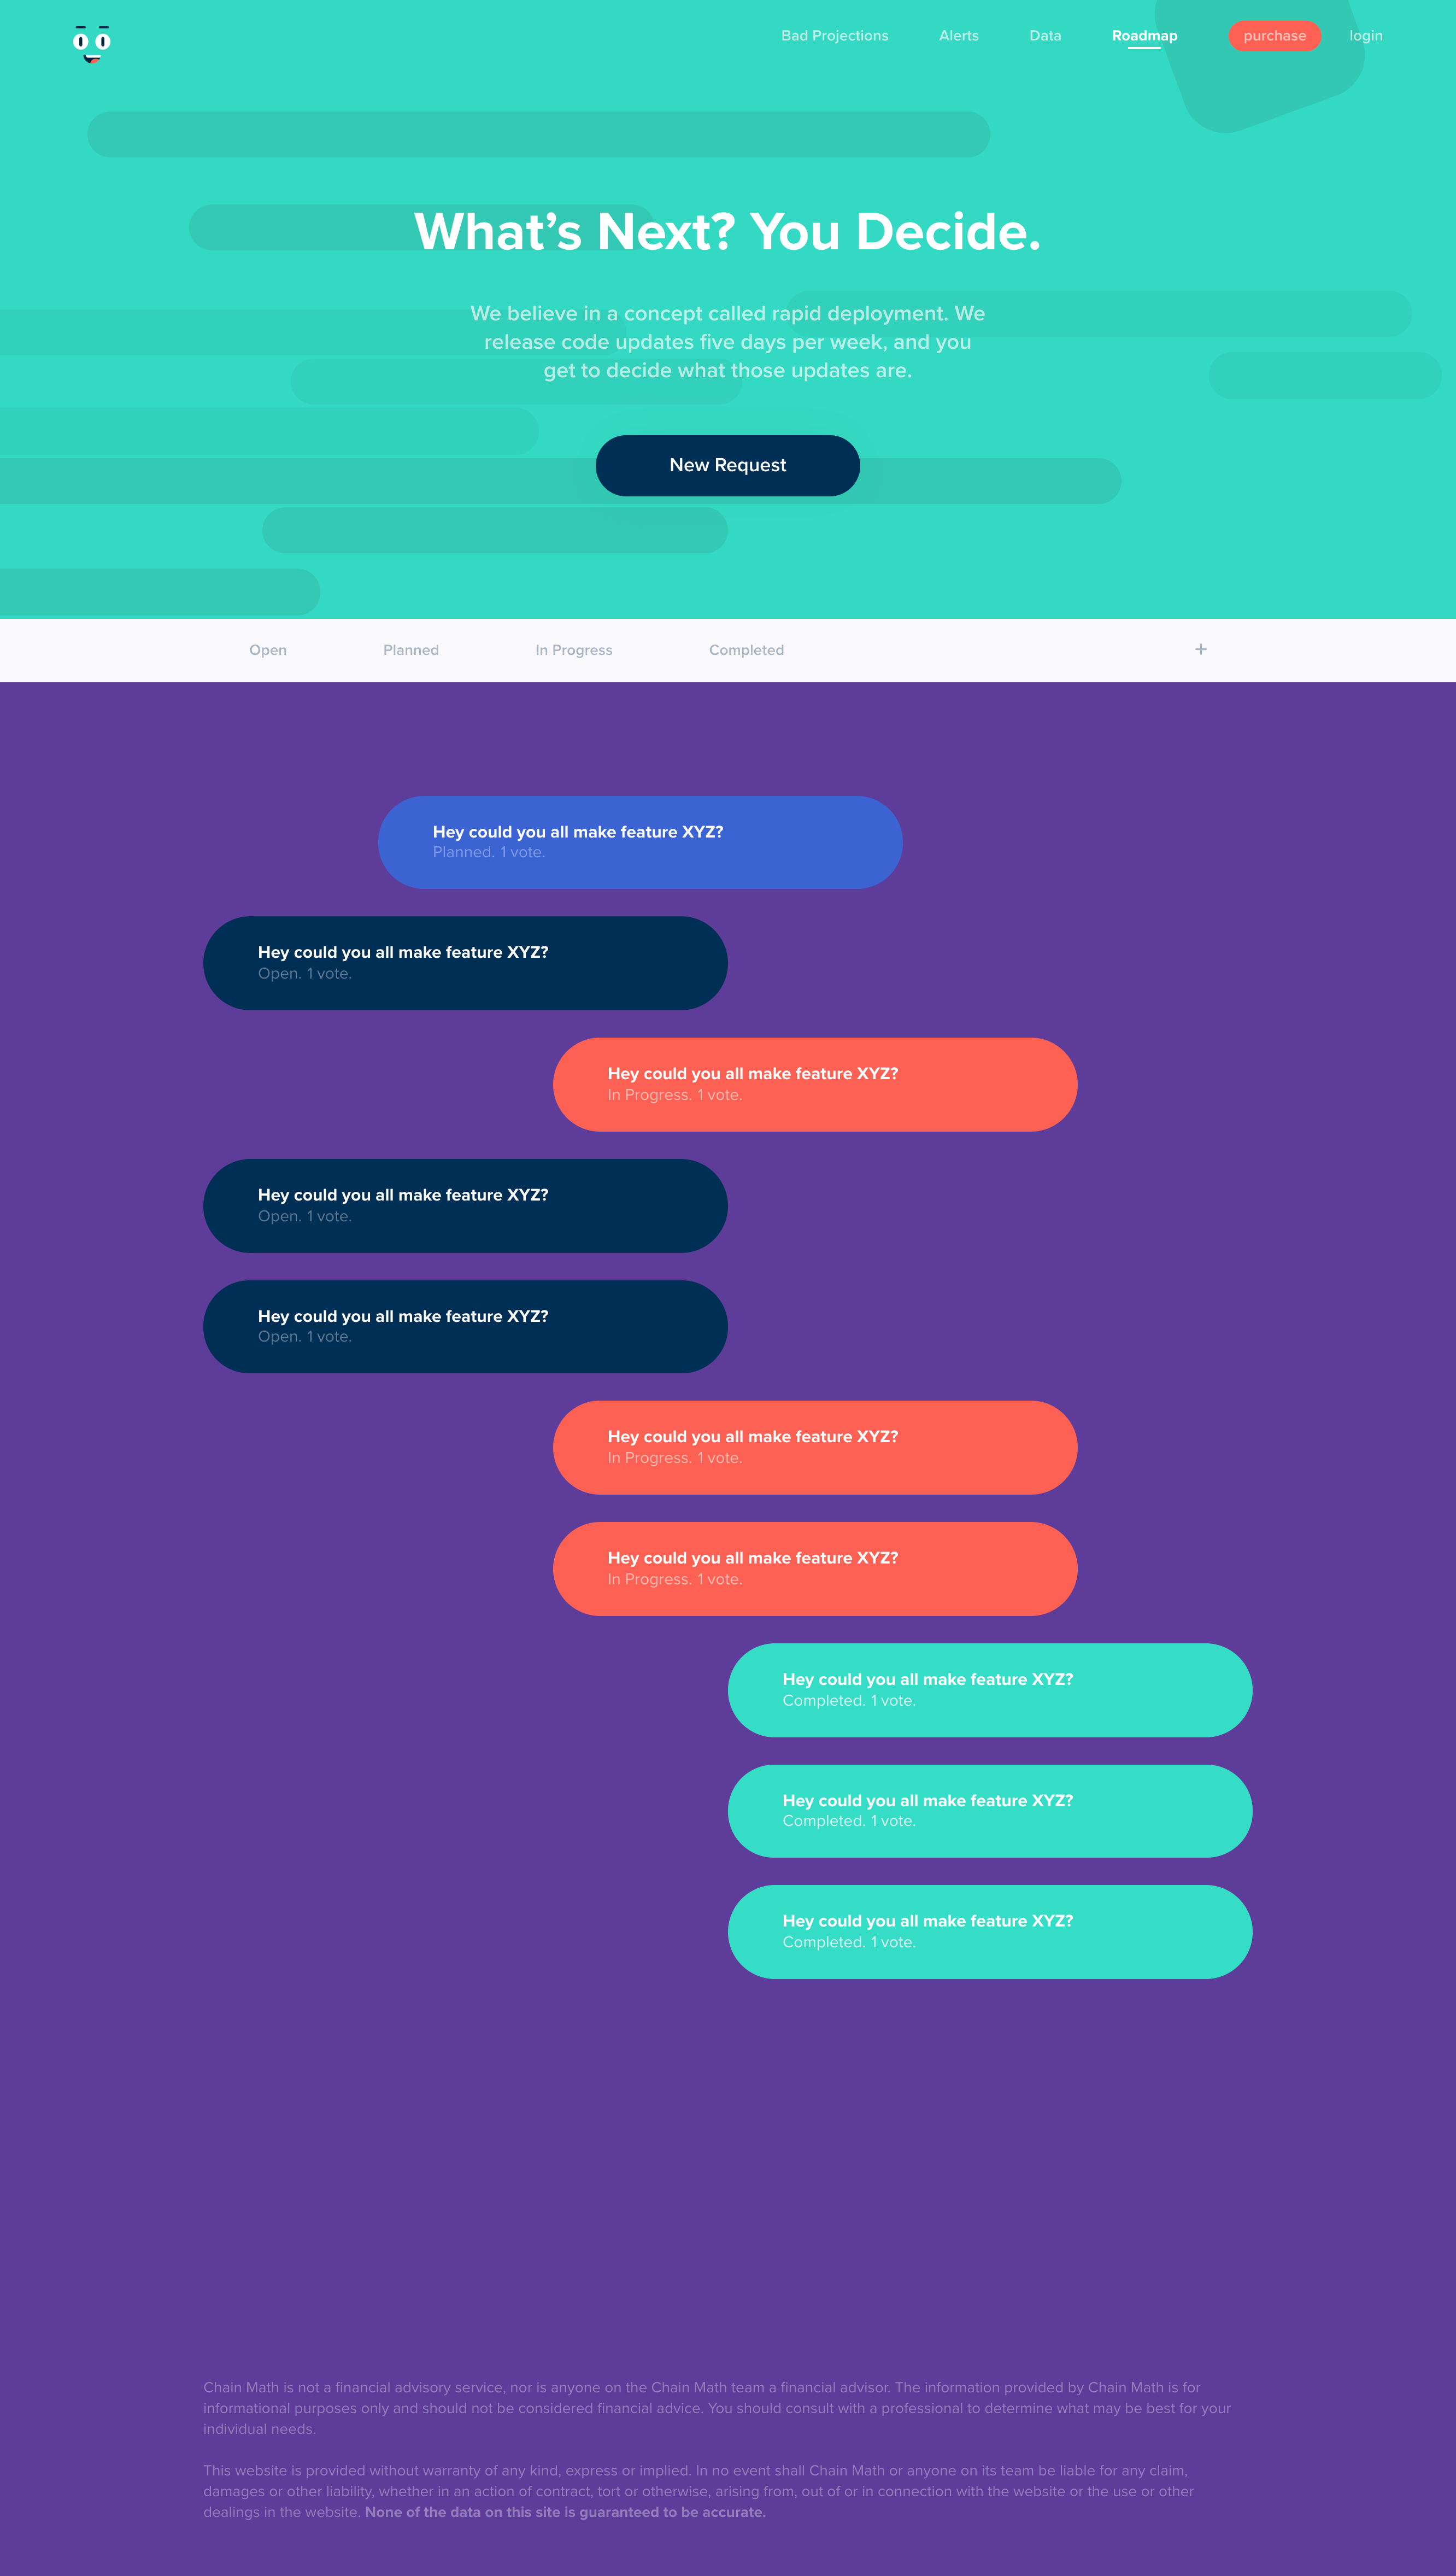 Bad Projections
Alerts
Data
Roadmap
purchase
login
What’s Next? You Decide.
We believe in a concept called rapid deployment. We
release code updates five days per week, and you
get to decide what those updates are.
New Request
Open
Planned
In Progress
Completed
+
Hey could you all make feature XYZ?
Planned. 1 vote.
Hey could you all make feature XYZ?
Open. 1 vote.
Hey could you all make feature XYZ?
In Progress. 1 vote.
Hey could you all make feature XYZ?
Open. 1 vote.
Hey could you all make feature XYZ?
Open. 1 vote.
Hey could you all make feature XYZ?
In Progress. 1 vote.
Hey could you all make feature XYZ?
In Progress. 1 vote.
Hey could you all make feature XYZ?
Completed. 1 vote.
Hey could you all make feature XYZ?
Completed. 1 vote.
Hey could you all make feature XYZ?
Completed. 1 vote.
Chain Math is not a financial advisory service, nor is anyone on the Chain Math team a financial advisor. The information provided by Chain Math is for
informational purposes only and should not be considered financial advice. You should consult with a professional to determine what may be best for your
individual needs.
This website is provided without warranty of any kind, express or implied. In no event shall Chain Math or anyone on its team be liable for any claim,
damages or other liability, whether in an action of contract, tort or otherwise, arising from, out of or in connection with the website or the use or other
dealings in the website. None of the data on this site is guaranteed to be accurate.